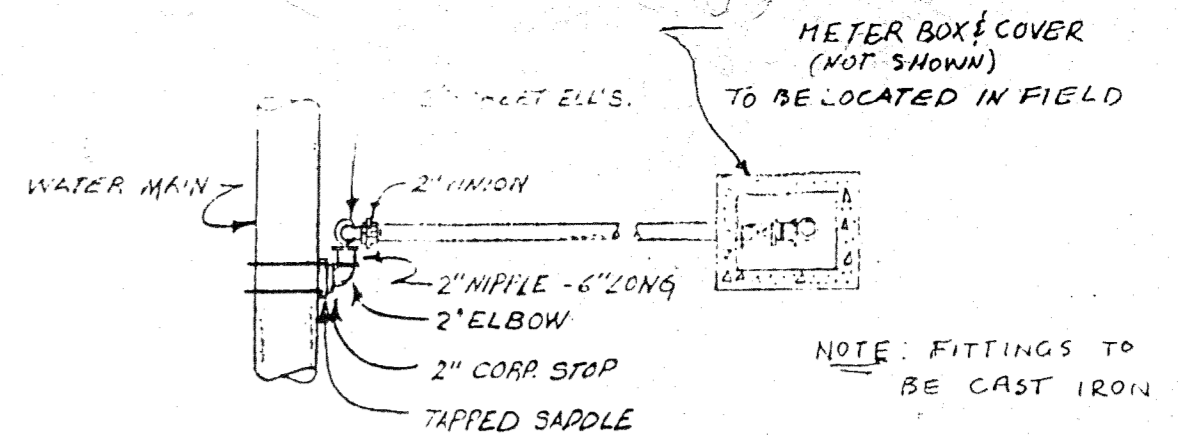 METER BOX & COVER
(NOT SHOWN)
TO BE LOCATED IN FIELD
ELL'S.
WATER MAIN
2" UNION
2" NIPPLE - 6" LONG
2" ELBOW
2" CORP. STOP
TAPPED SADDLE
NOTE: FITTINGS TO
BE CAST IRON